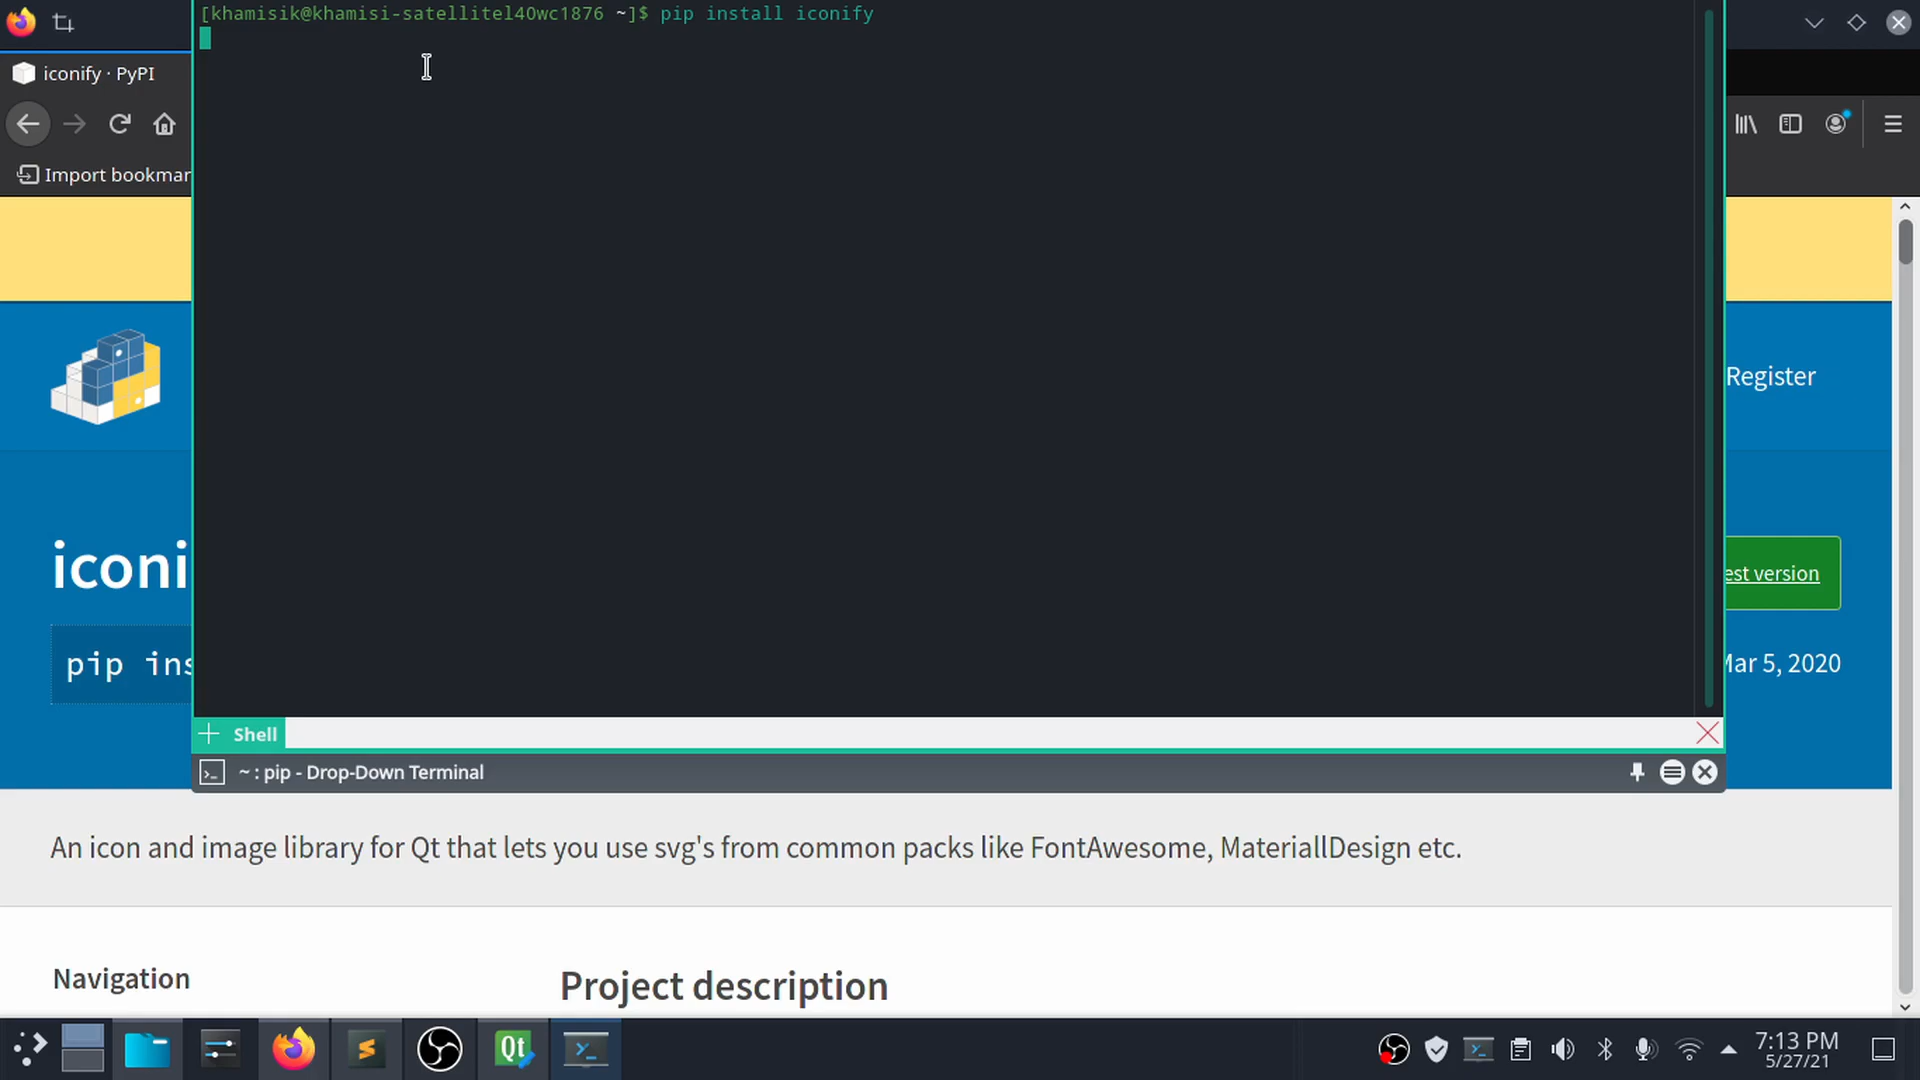 [khamisik@khamisi-satellitel40wc1876 ~]$ pip install iconify
iconify · PyPI
Import bookmar
Register
iconi
est version
pip ins
Mar 5, 2020
Shell
~ : pip - Drop-Down Terminal
An icon and image library for Qt that lets you use svg's from common packs like FontAwesome, MateriallDesign etc.
Navigation
Project description
Qt
7:13 PM
5/27/21